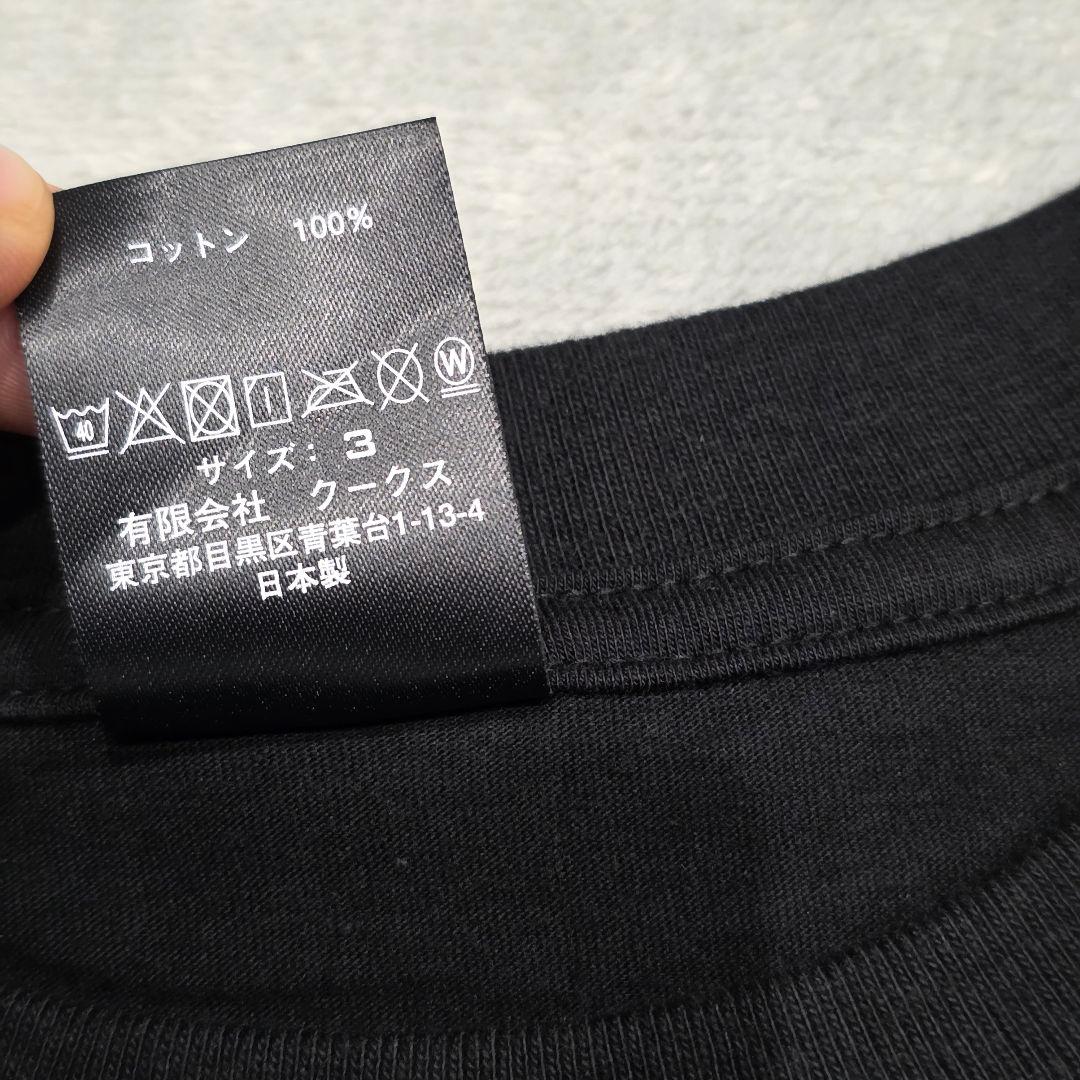 コットン 100%
40 W
サイズ: 3
有限会社 クークス
東京都目黒区青葉台1-13-4
日本製